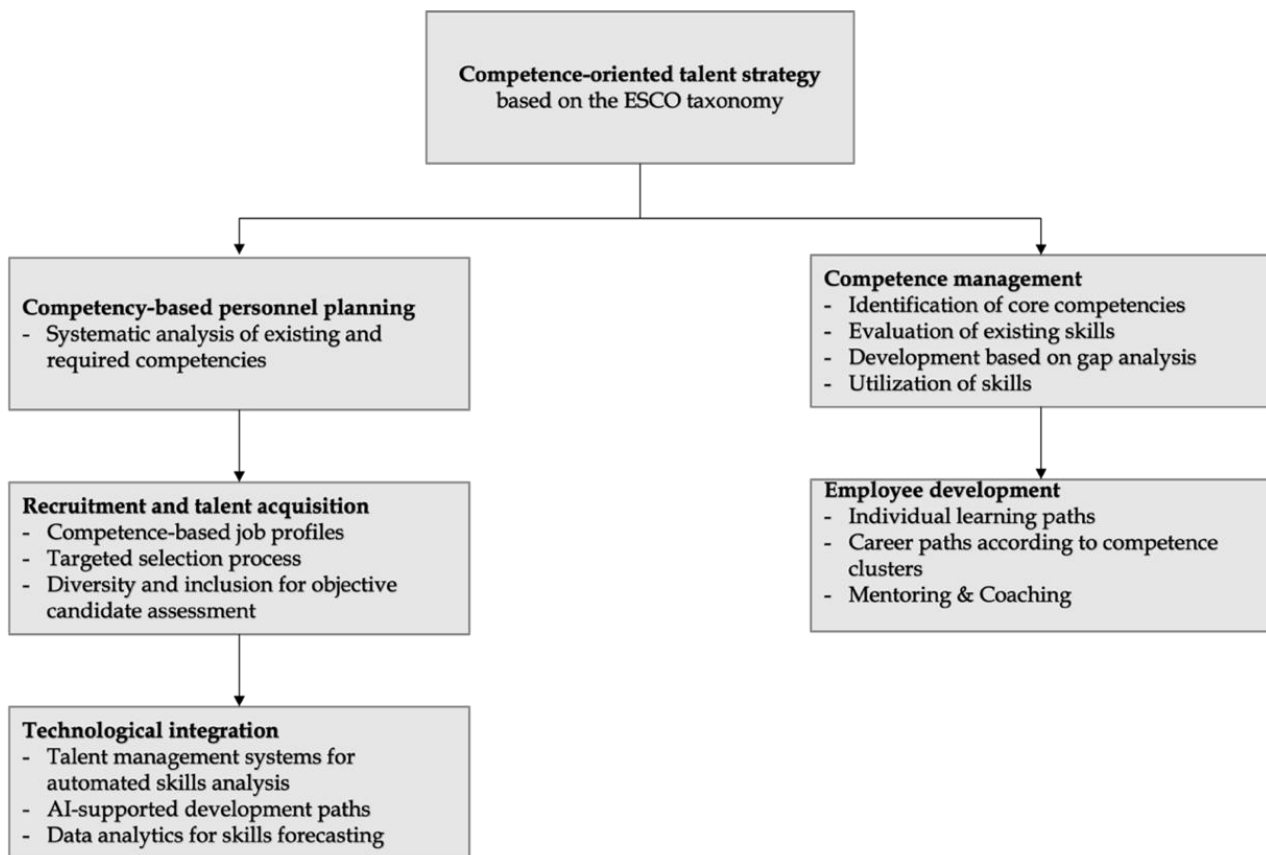 Competence-oriented talent strategy
based on the ESCO taxonomy
Competency-based personnel planning
- Systematic analysis of existing and
required competencies
Recruitment and talent acquisition
- Competence-based job profiles
- Targeted selection process
- Diversity and inclusion for objective
candidate assessment
Technological integration
- Talent management systems for
automated skills analysis
- AI-supported development paths
- Data analytics for skills forecasting
Competence management
- Identification of core competencies
- Evaluation of existing skills
- Development based on gap analysis
- Utilization of skills
Employee development
- Individual learning paths
- Career paths according to competence
clusters
- Mentoring & Coaching